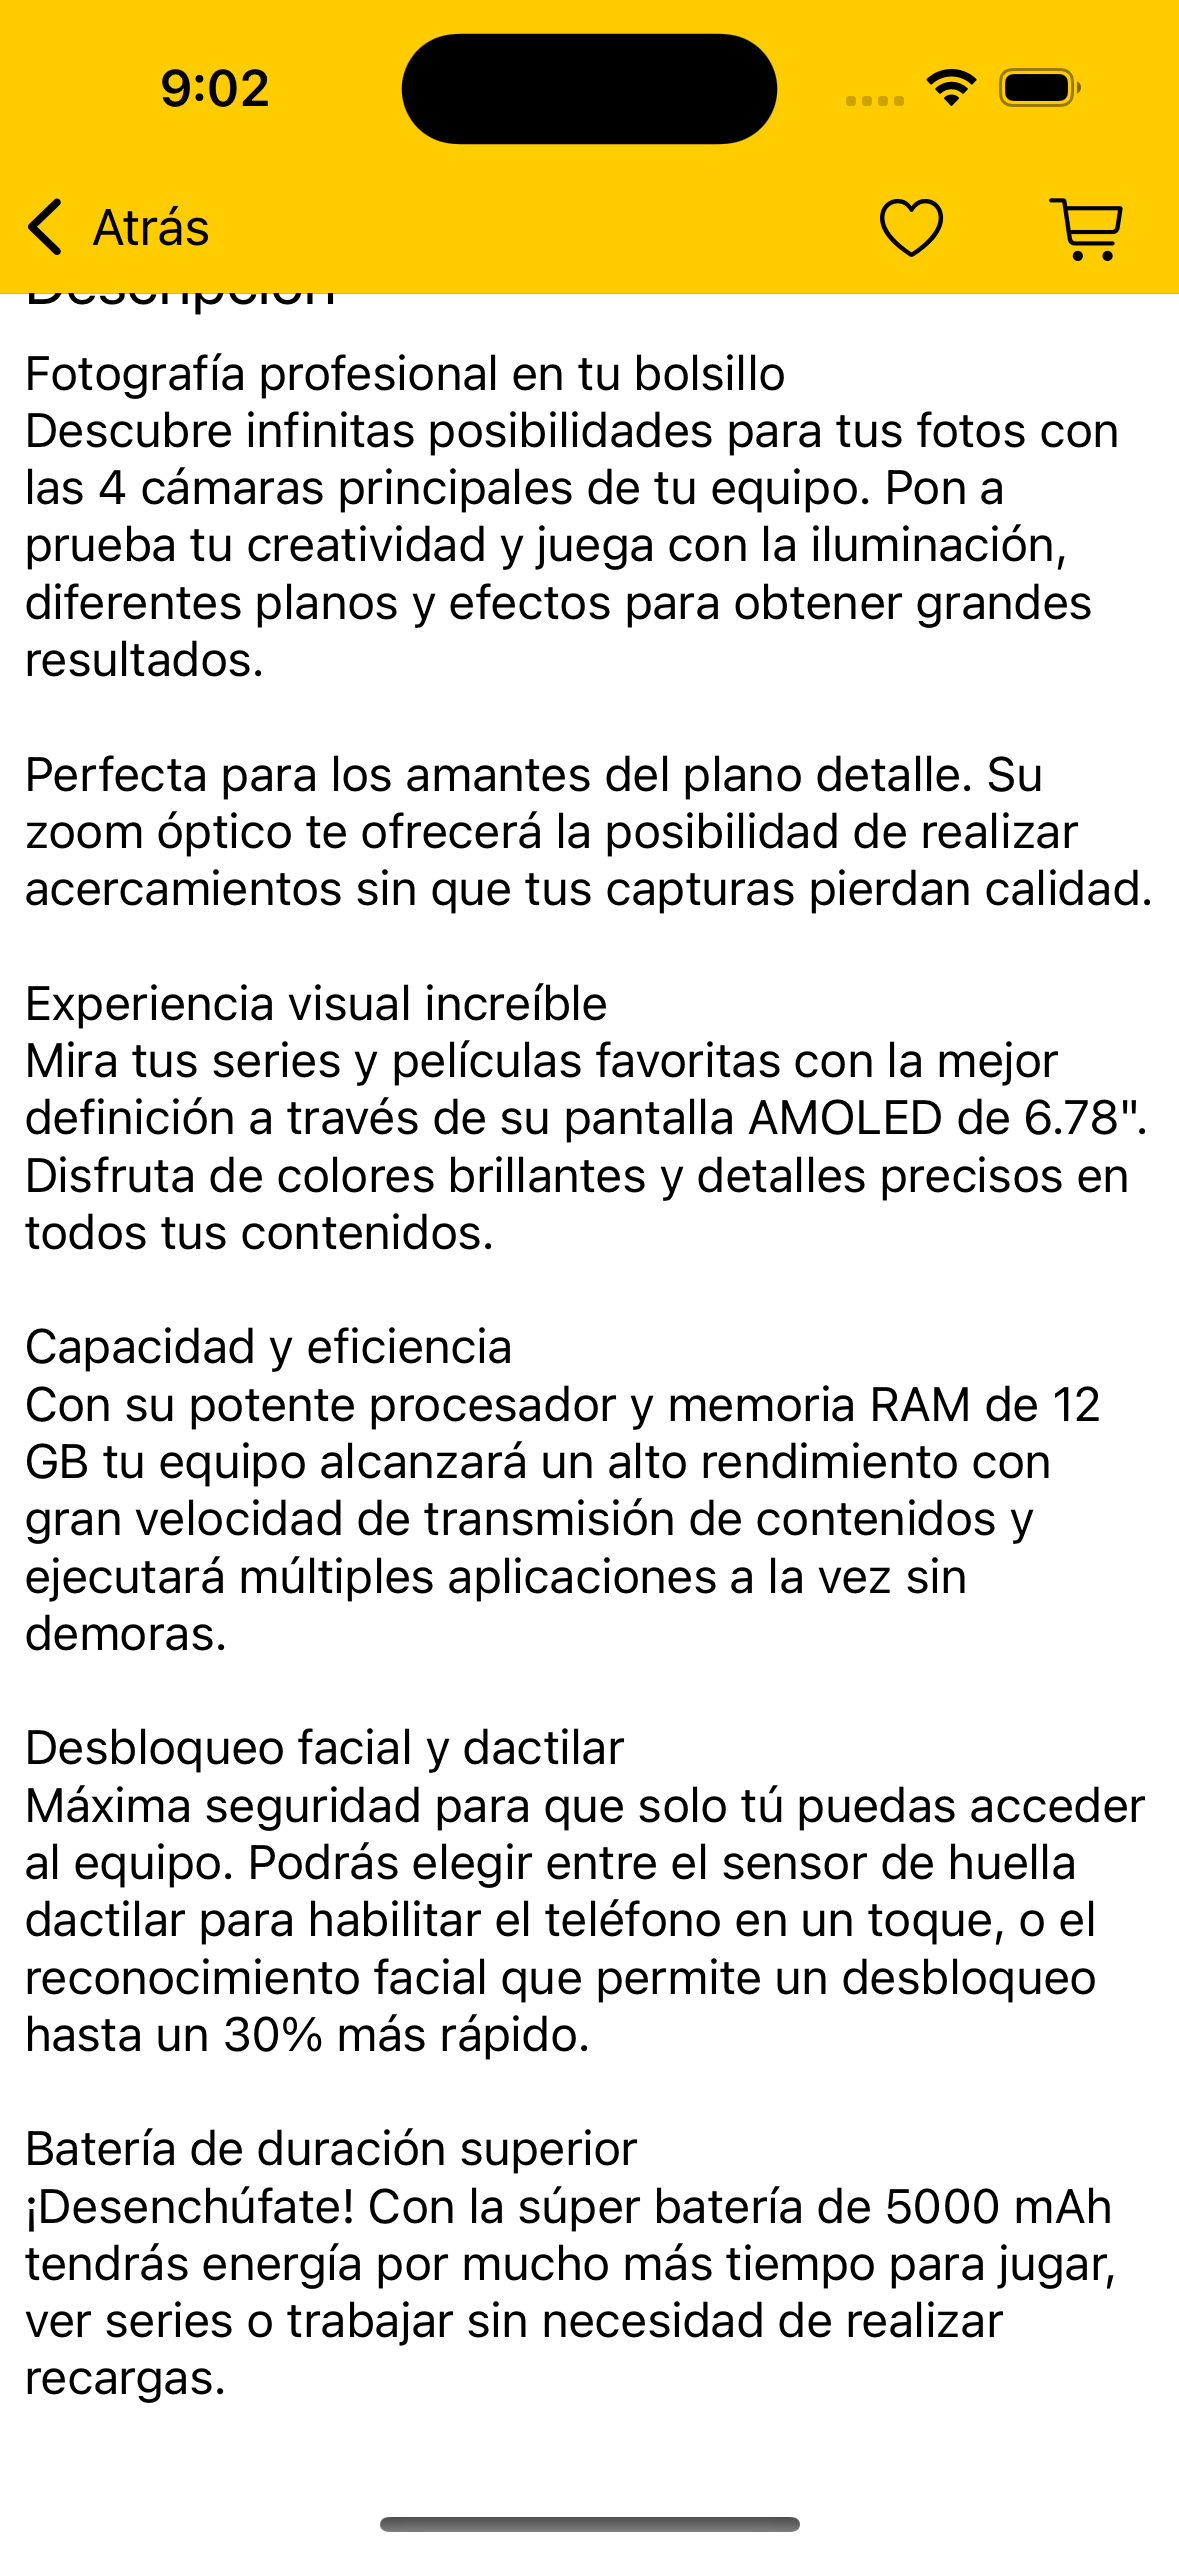 9:02
Atrás
Descripción
Fotografía profesional en tu bolsillo
Descubre infinitas posibilidades para tus fotos con
las 4 cámaras principales de tu equipo. Pon a
prueba tu creatividad y juega con la iluminación,
diferentes planos y efectos para obtener grandes
resultados.
Perfecta para los amantes del plano detalle. Su
zoom óptico te ofrecerá la posibilidad de realizar
acercamientos sin que tus capturas pierdan calidad.
Experiencia visual increíble
Mira tus series y películas favoritas con la mejor
definición a través de su pantalla AMOLED de 6.78".
Disfruta de colores brillantes y detalles precisos en
todos tus contenidos.
Capacidad y eficiencia
Con su potente procesador y memoria RAM de 12
GB tu equipo alcanzará un alto rendimiento con
gran velocidad de transmisión de contenidos y
ejecutará múltiples aplicaciones a la vez sin
demoras.
Desbloqueo facial y dactilar
Máxima seguridad para que solo tú puedas acceder
al equipo. Podrás elegir entre el sensor de huella
dactilar para habilitar el teléfono en un toque, o el
reconocimiento facial que permite un desbloqueo
hasta un 30% más rápido.
Batería de duración superior
¡Desenchúfate! Con la súper batería de 5000 mAh
tendrás energía por mucho más tiempo para jugar,
ver series o trabajar sin necesidad de realizar
recargas.